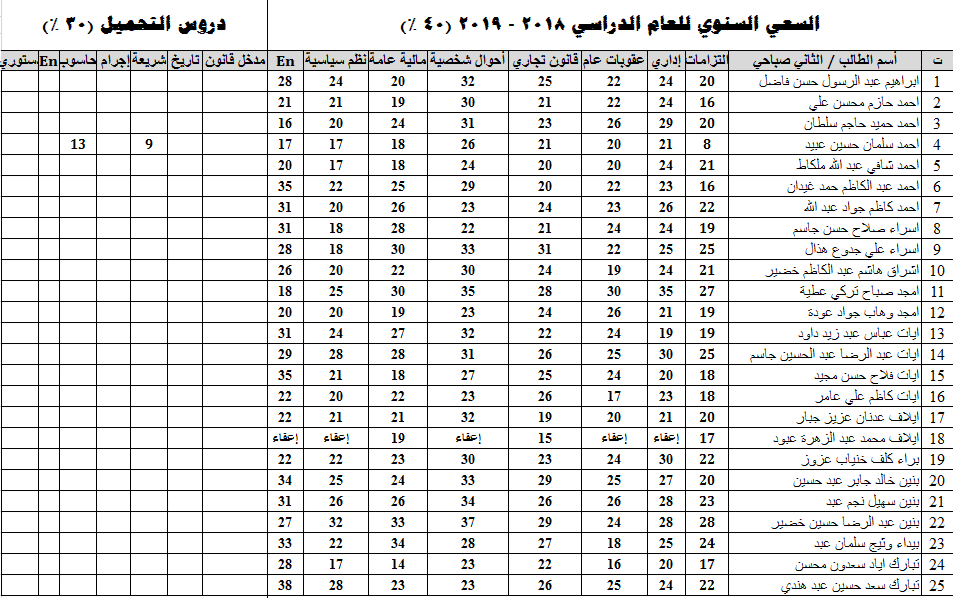 السعي السنوي للعام الدراسي ٢٠١٨ - ٢٠١٩ (٤٠ ٪) دروس التحميل (٣٠ ٪)
ت أسم الطالب / الثاني صباحي التزامات إداري عقوبات عام قانون تجاري أحوال شخصية مالية عامة نظم سياسية En مدخل قانون تاريخ شريعة إجرام حاسوب En دستوري
1 ابراهيم عبد الرسول حسن فاضل 20 24 22 25 32 20 24 28
2 احمد حازم محسن علي 16 24 22 21 30 19 21 21
3 احمد حميد حاجم سلطان 20 29 26 23 31 24 20 16
4 احمد سلمان حسين عبيد 8 21 20 21 26 18 17 17 9 13
5 احمد شافي عبد الله ملكاط 21 24 20 20 24 18 17 20
6 احمد عبد الكاظم حمد غيدان 16 23 22 20 29 25 22 35
7 احمد كاظم جواد عبد الله 22 26 23 24 23 26 20 31
8 اسراء صلاح حسن جاسم 19 24 24 21 22 28 18 31
9 اسراء علي جدوع هذال 25 25 22 31 33 30 18 28
10 اشراق هاشم عبد الكاظم خضير 21 24 19 24 30 22 20 26
11 امجد صباح تركي عطية 27 35 30 28 35 30 25 18
12 امجد وهاب جواد عودة 19 21 26 24 23 19 20 20
13 ايات عباس عبد زيد داود 19 19 24 22 32 27 24 31
14 ايات عبد الرضا عبد الحسين جاسم 25 30 25 26 31 28 28 29
15 ايات فلاح حسن مجيد 18 20 24 25 27 18 21 35
16 ايات كاظم علي عامر 18 23 17 26 23 22 20 22
17 ايلاف عدنان عزيز جبار 20 21 20 19 32 21 21 22
18 ايلاف محمد عبد الزهرة عبود 17 إعفاء إعفاء 15 إعفاء 19 إعفاء إعفاء
19 براء كلف خنياب عزوز 22 30 24 23 30 23 22 22
20 بنين خالد جابر عبد حسين 20 27 25 29 33 24 25 34
21 بنين سهيل نجم عبد 23 28 26 26 34 26 26 31
22 بنين عبد الرضا حسين خضير 28 28 24 29 37 33 32 27
23 بيداء وثيج سلمان عبد 24 25 18 27 28 34 22 33
24 تبارك اياد سعدون محسن 17 20 16 22 23 14 17 28
25 تبارك سعد حسين عبد هندي 22 24 25 26 23 23 28 38